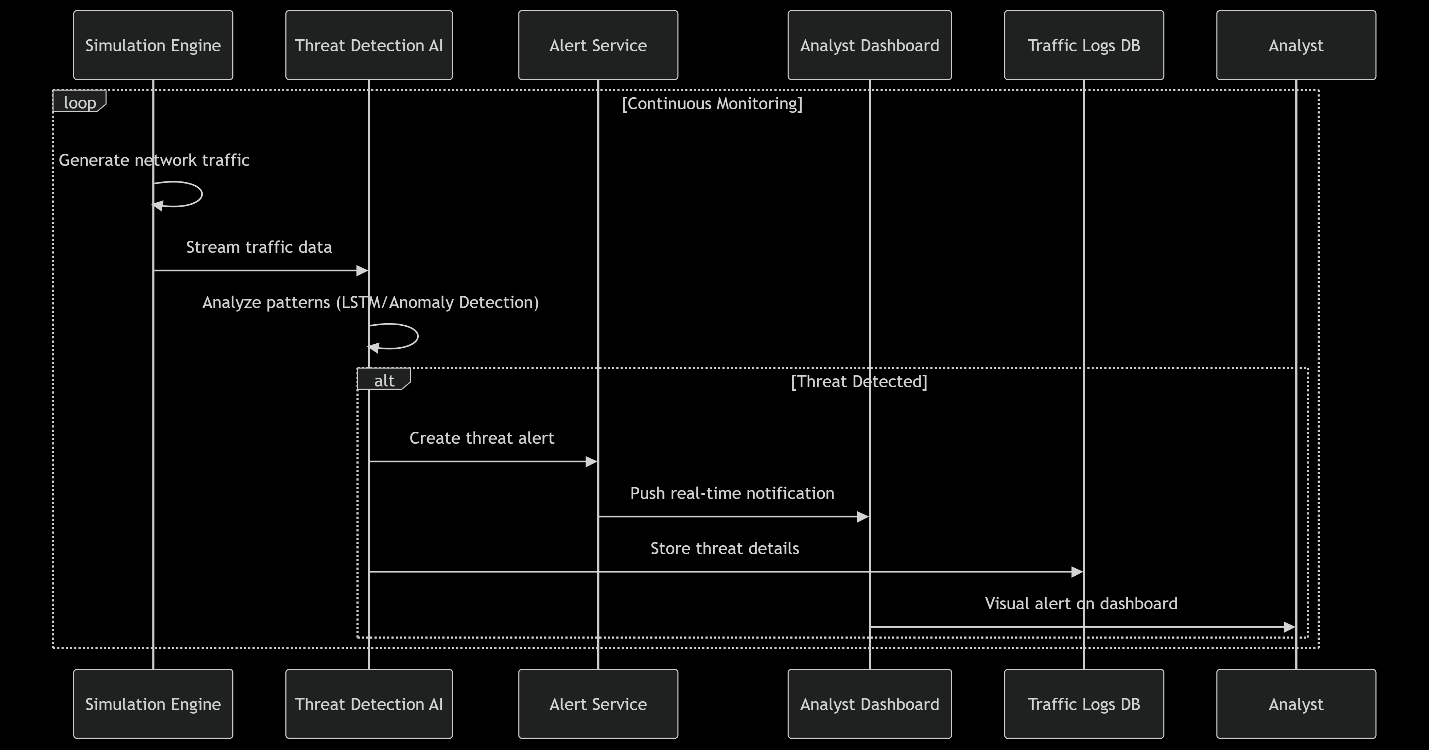 Simulation Engine
Threat Detection AI
Alert Service
Analyst Dashboard
Traffic Logs DB
Analyst
loop
[Continuous Monitoring]
Generate network traffic
Stream traffic data
Analyze patterns (LSTM/Anomaly Detection)
alt
[Threat Detected]
Create threat alert
Push real-time notification
Store threat details
Visual alert on dashboard
Simulation Engine
Threat Detection AI
Alert Service
Analyst Dashboard
Traffic Logs DB
Analyst